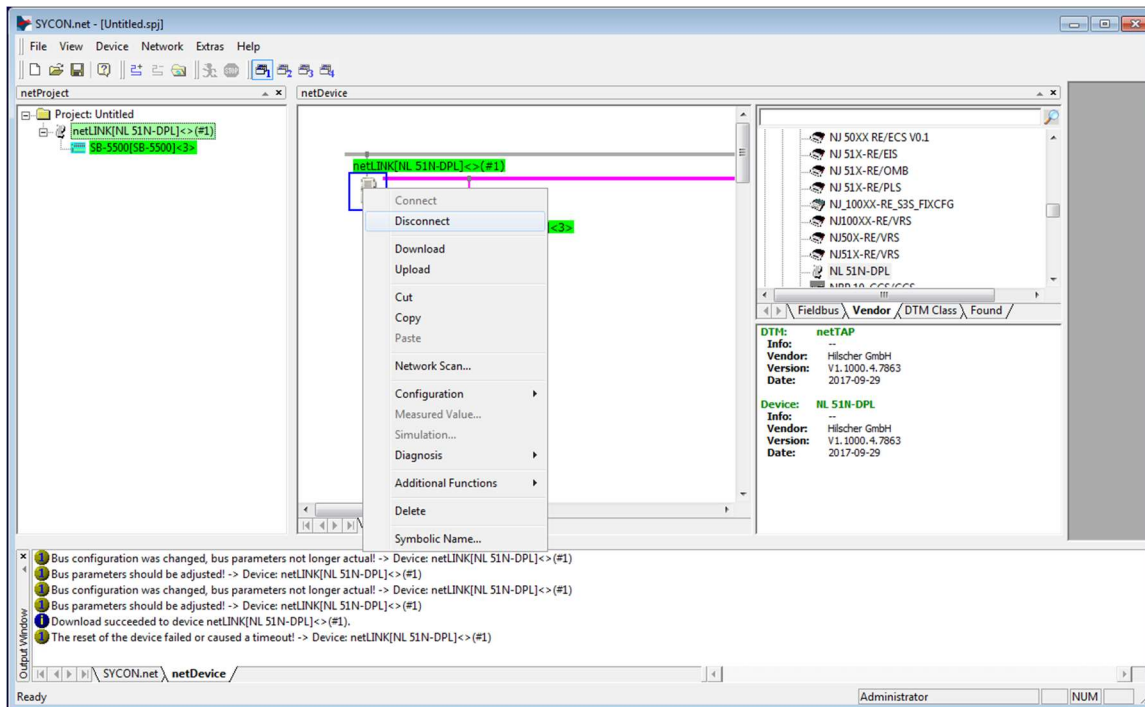 SYCON.net - [Untitled.spj]
File View Device Network Extras Help
netProject
netDevice
Project: Untitled
netLINK[NL 51N-DPL]<>(#1)
SB-5500[SB-5500]<3>
netLINK[NL 51N-DPL]<>(#1)
]<3>
Connect
Disconnect
Download
Upload
Cut
Copy
Paste
Network Scan...
Configuration
Measured Value...
Simulation...
Diagnosis
Additional Functions
Delete
Symbolic Name...
NJ 50XX RE/ECS V0.1
NJ 51X-RE/EIS
NJ 51X-RE/OMB
NJ 51X-RE/PLS
NJ_100XX-RE_S3S_FIXCFG
NJ100XX-RE/VRS
NJ50X-RE/VRS
NJ51X-RE/VRS
NL 51N-DPL
Fieldbus Vendor DTM Class Found
DTM: netTAP
Info: --
Vendor: Hilscher GmbH
Version: V1.1000.4.7863
Date: 2017-09-29
Device: NL 51N-DPL
Info: --
Vendor: Hilscher GmbH
Version: V1.1000.4.7863
Date: 2017-09-29
Bus configuration was changed, bus parameters not longer actual! -> Device: netLINK[NL 51N-DPL]<>(#1)
Bus parameters should be adjusted! -> Device: netLINK[NL 51N-DPL]<>(#1)
Bus configuration was changed, bus parameters not longer actual! -> Device: netLINK[NL 51N-DPL]<>(#1)
Bus parameters should be adjusted! -> Device: netLINK[NL 51N-DPL]<>(#1)
Download succeeded to device netLINK[NL 51N-DPL]<>(#1).
The reset of the device failed or caused a timeout! -> Device: netLINK[NL 51N-DPL]<>(#1)
Output Window
SYCON.net netDevice
Ready
Administrator
NUM